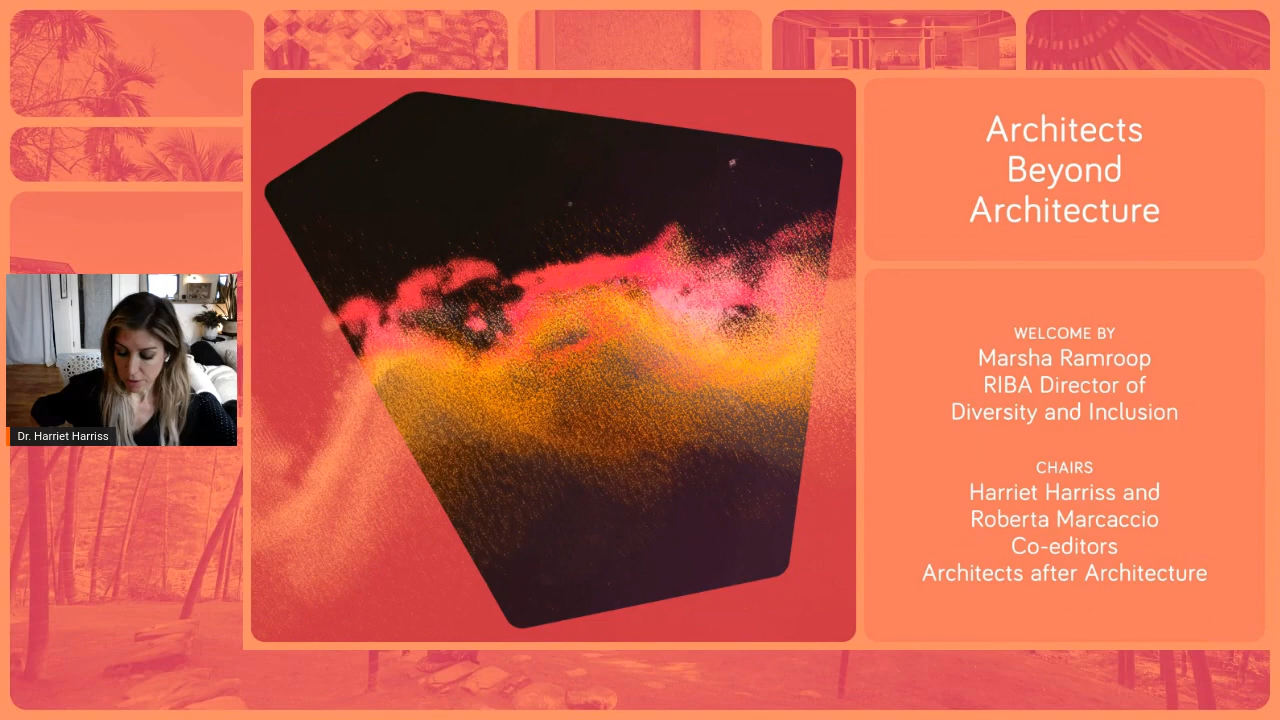 Architects
Beyond
Architecture
WELCOME BY
Marsha Ramroop
RIBA Director of
Diversity and Inclusion
CHAIRS
Harriet Harriss and
Roberta Marcaccio
Co-editors
Architects after Architecture
Dr. Harriet Harriss